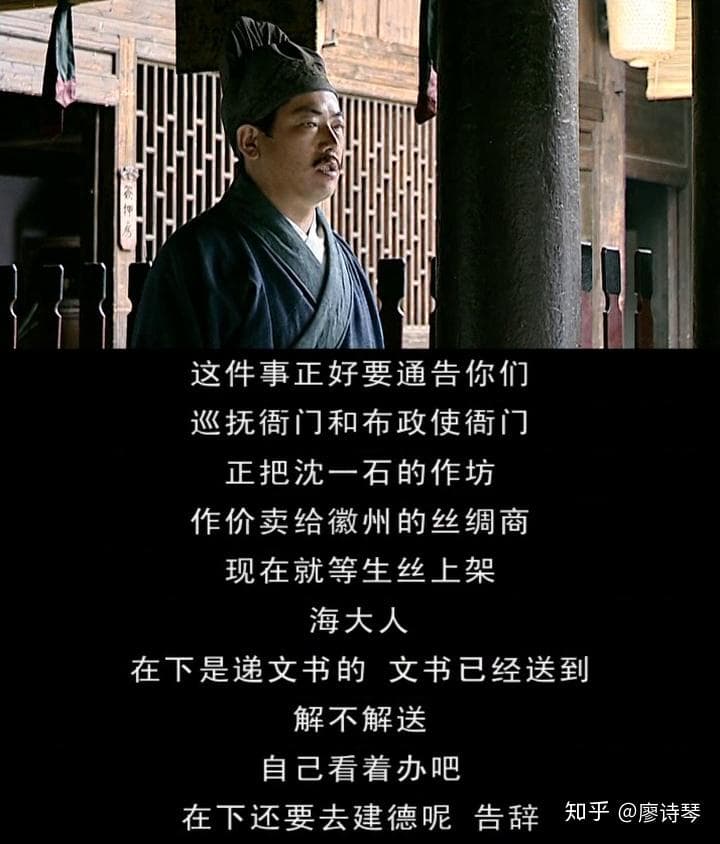 签押房
这件事正好要通告你们
巡抚衙门和布政使衙门
正把沈一石的作坊
作价卖给徽州的丝绸商
现在就等生丝上架
海大人
在下是递文书的 文书已经送到
解不解送
自己看着办吧
在下还要去建德呢 告辞
知乎 @廖诗琴